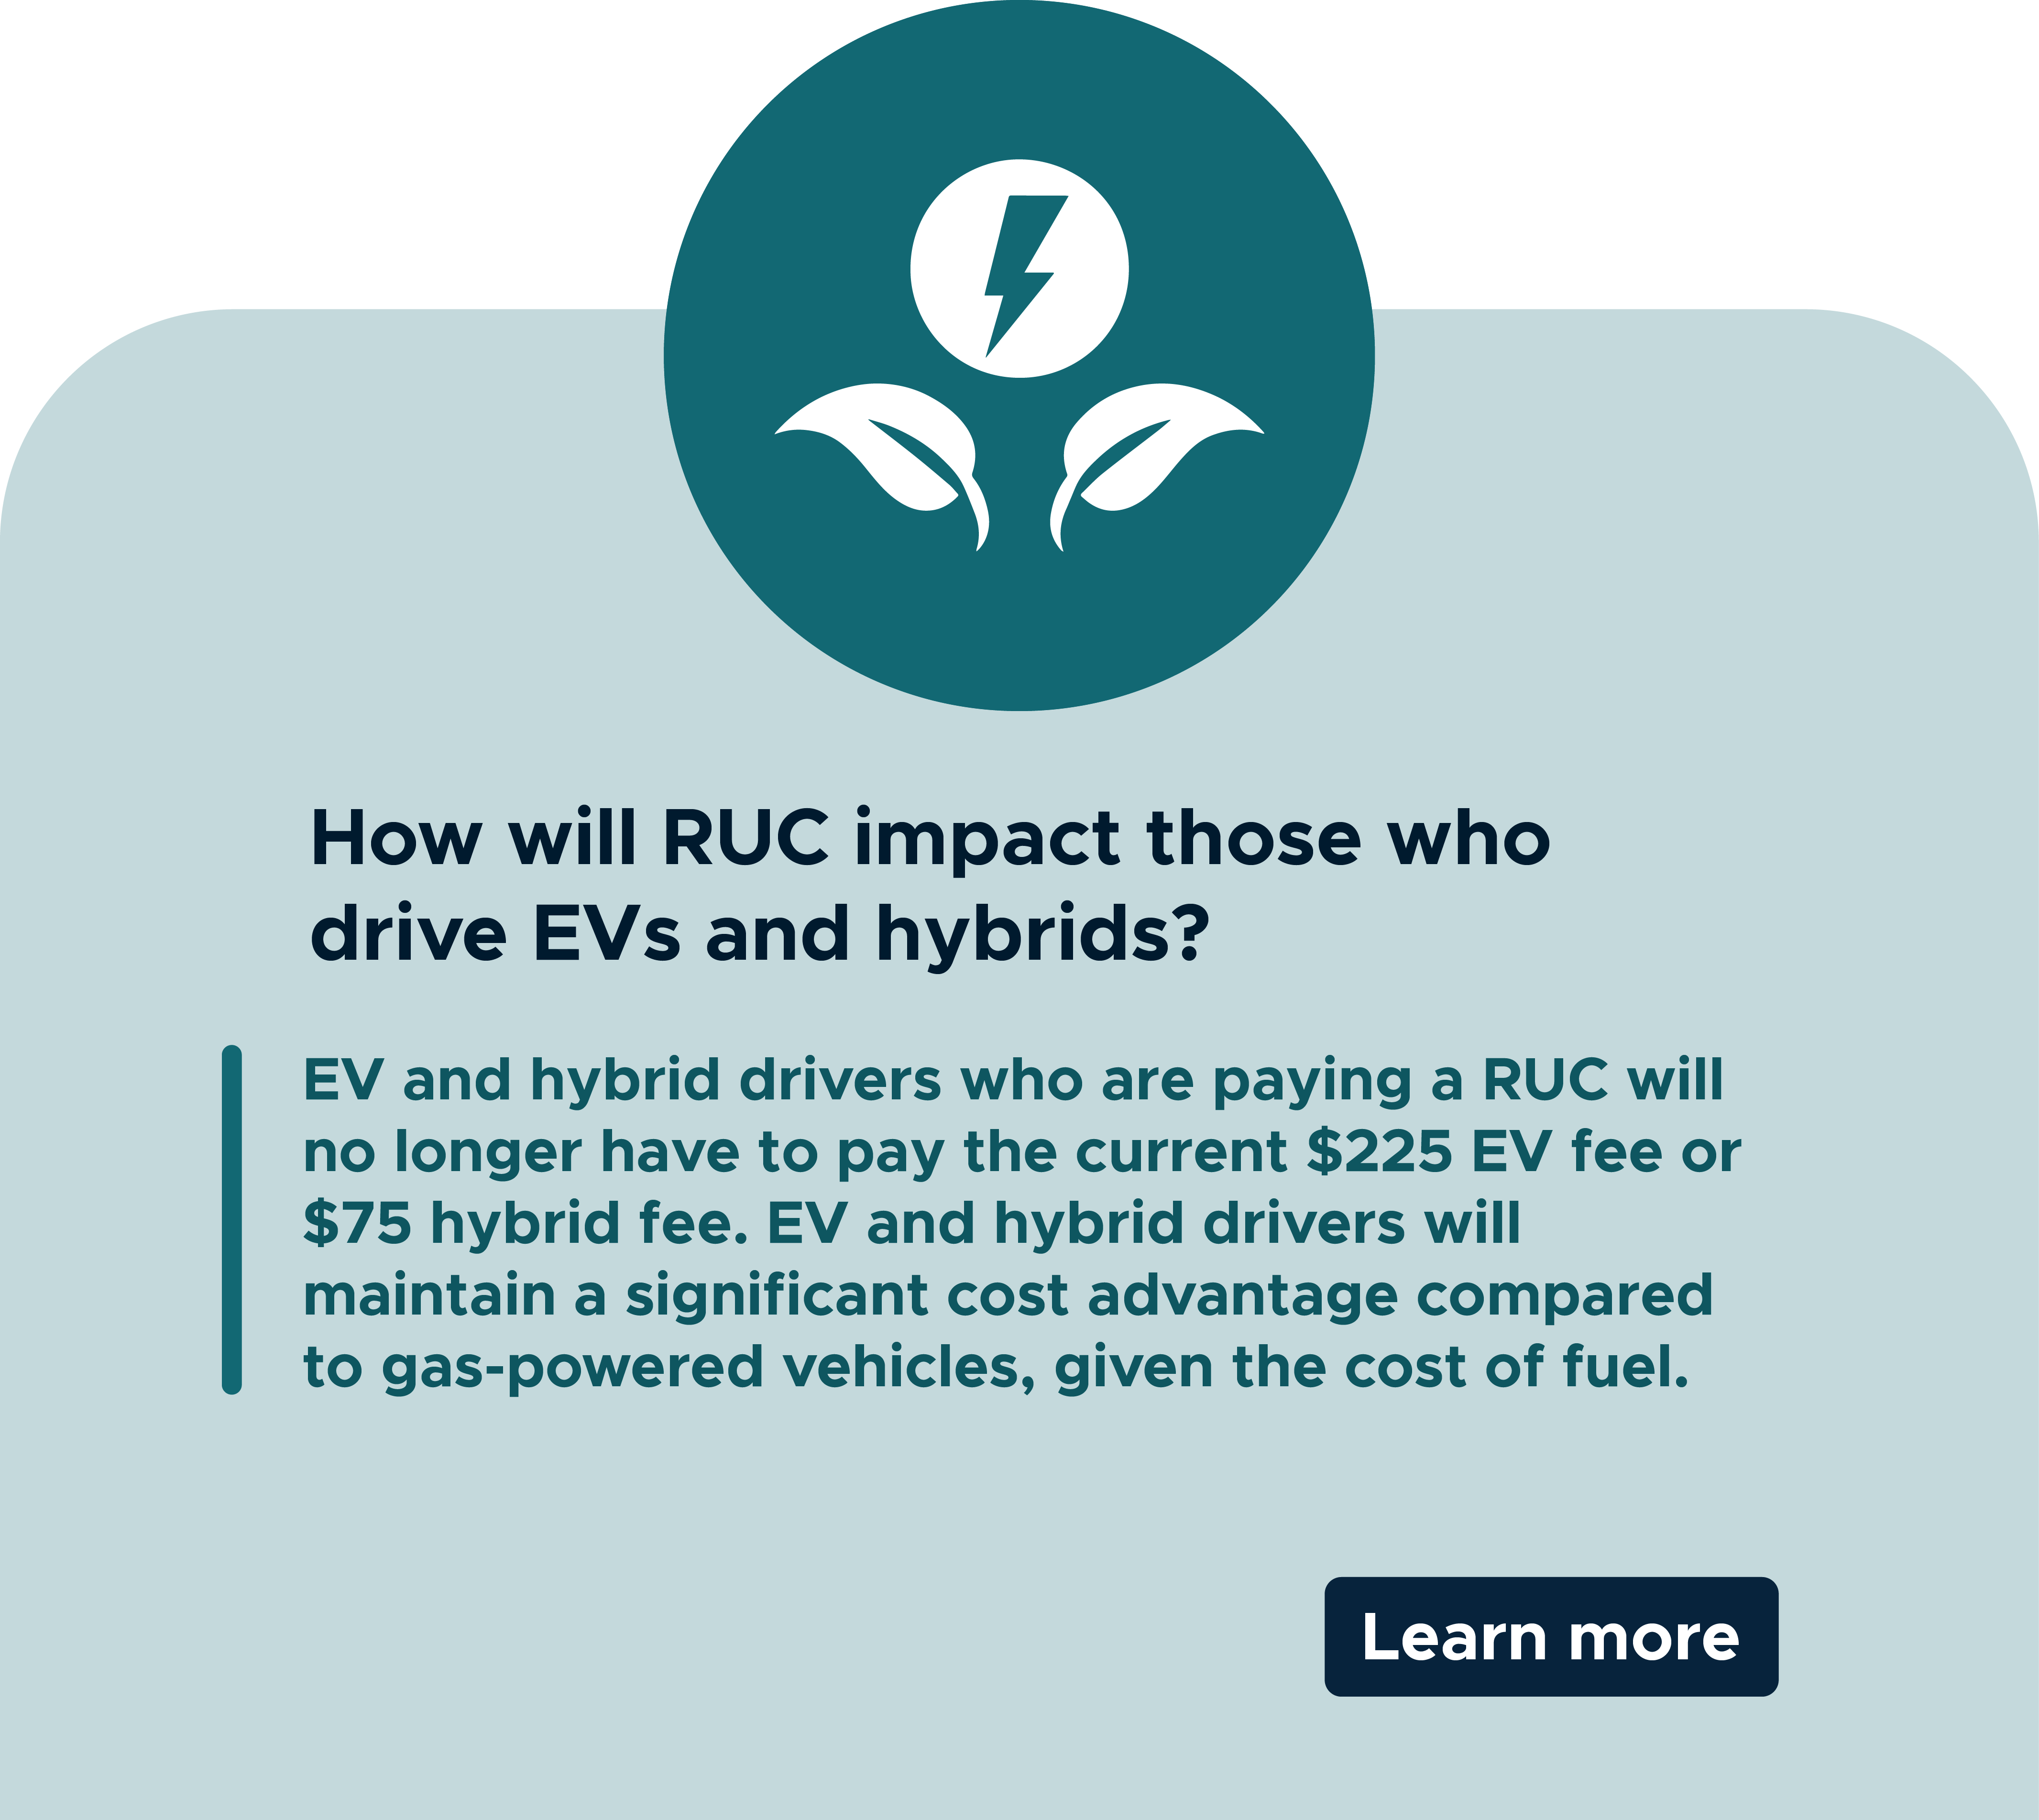 How will RUC impact those who
drive EVs and hybrids?
EV and hybrid drivers who are paying a RUC will
no longer have to pay the current $225 EV fee or
$75 hybrid fee. EV and hybrid drivers will
maintain a significant cost advantage compared
to gas-powered vehicles, given the cost of fuel.
Learn more